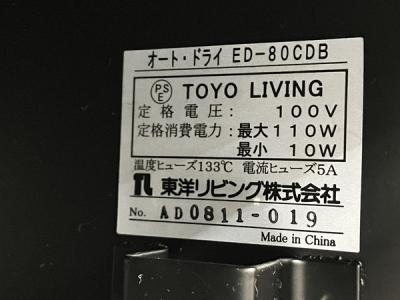 オート・ドライ ED-80CDB
PSE TOYO LIVING
定格電圧: 100V
定格消費電力: 最大110W
最小 10W
温度ヒューズ133℃ 電流ヒューズ5A
東洋リビング株式会社
No. AD0811-019
Made in China